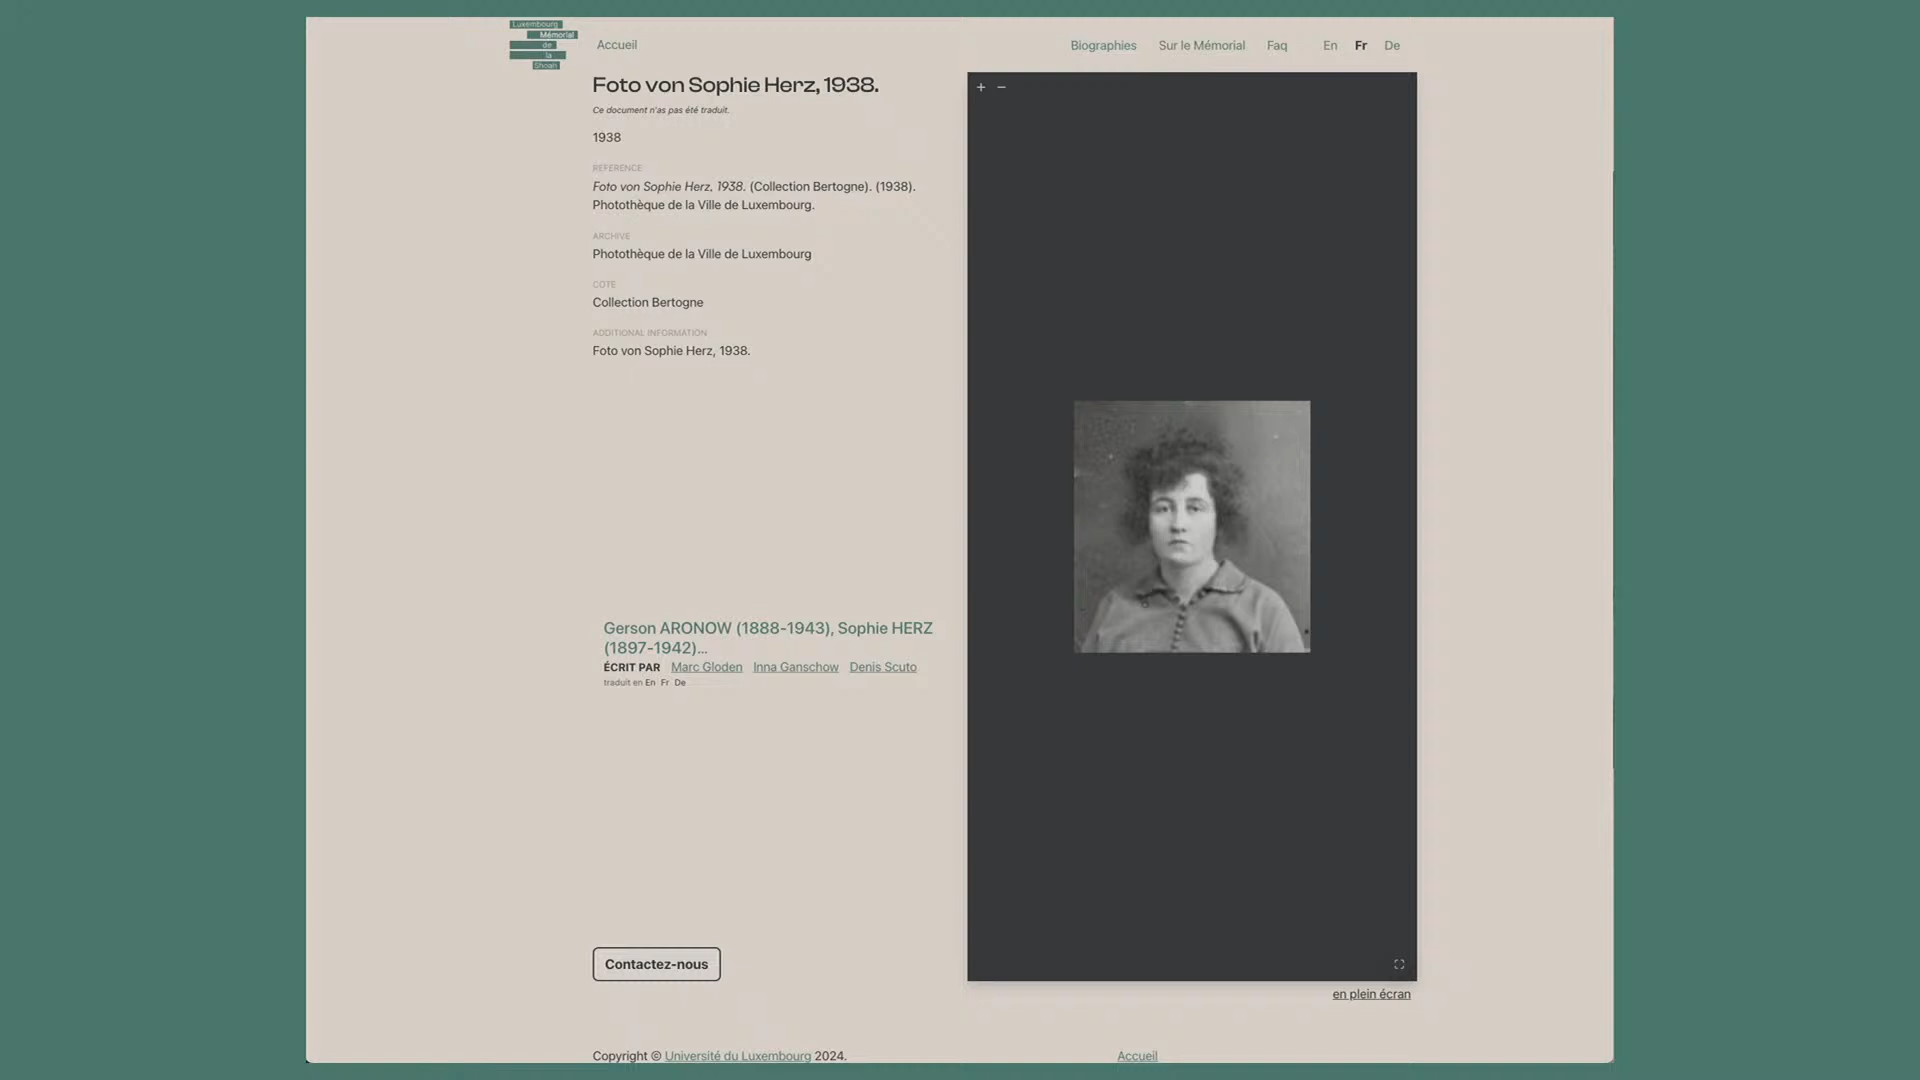 Luxembourg
Mémorial
de
la
Shoah
Accueil
Biographies Sur le Mémorial Faq En Fr De
Foto von Sophie Herz, 1938.
Ce document n'as pas été traduit.
1938
REFERENCE
Foto von Sophie Herz, 1938. (Collection Bertogne). (1938).
Photothèque de la Ville de Luxembourg.
ARCHIVE
Photothèque de la Ville de Luxembourg
COTE
Collection Bertogne
ADDITIONAL INFORMATION
Foto von Sophie Herz, 1938.
Gerson ARONOW (1888-1943), Sophie HERZ
(1897-1942)...
ÉCRIT PAR Marc Gloden Inna Ganschow Denis Scuto
traduit en En Fr De
Contactez-nous
en plein écran
Copyright © Université du Luxembourg 2024.
Accueil